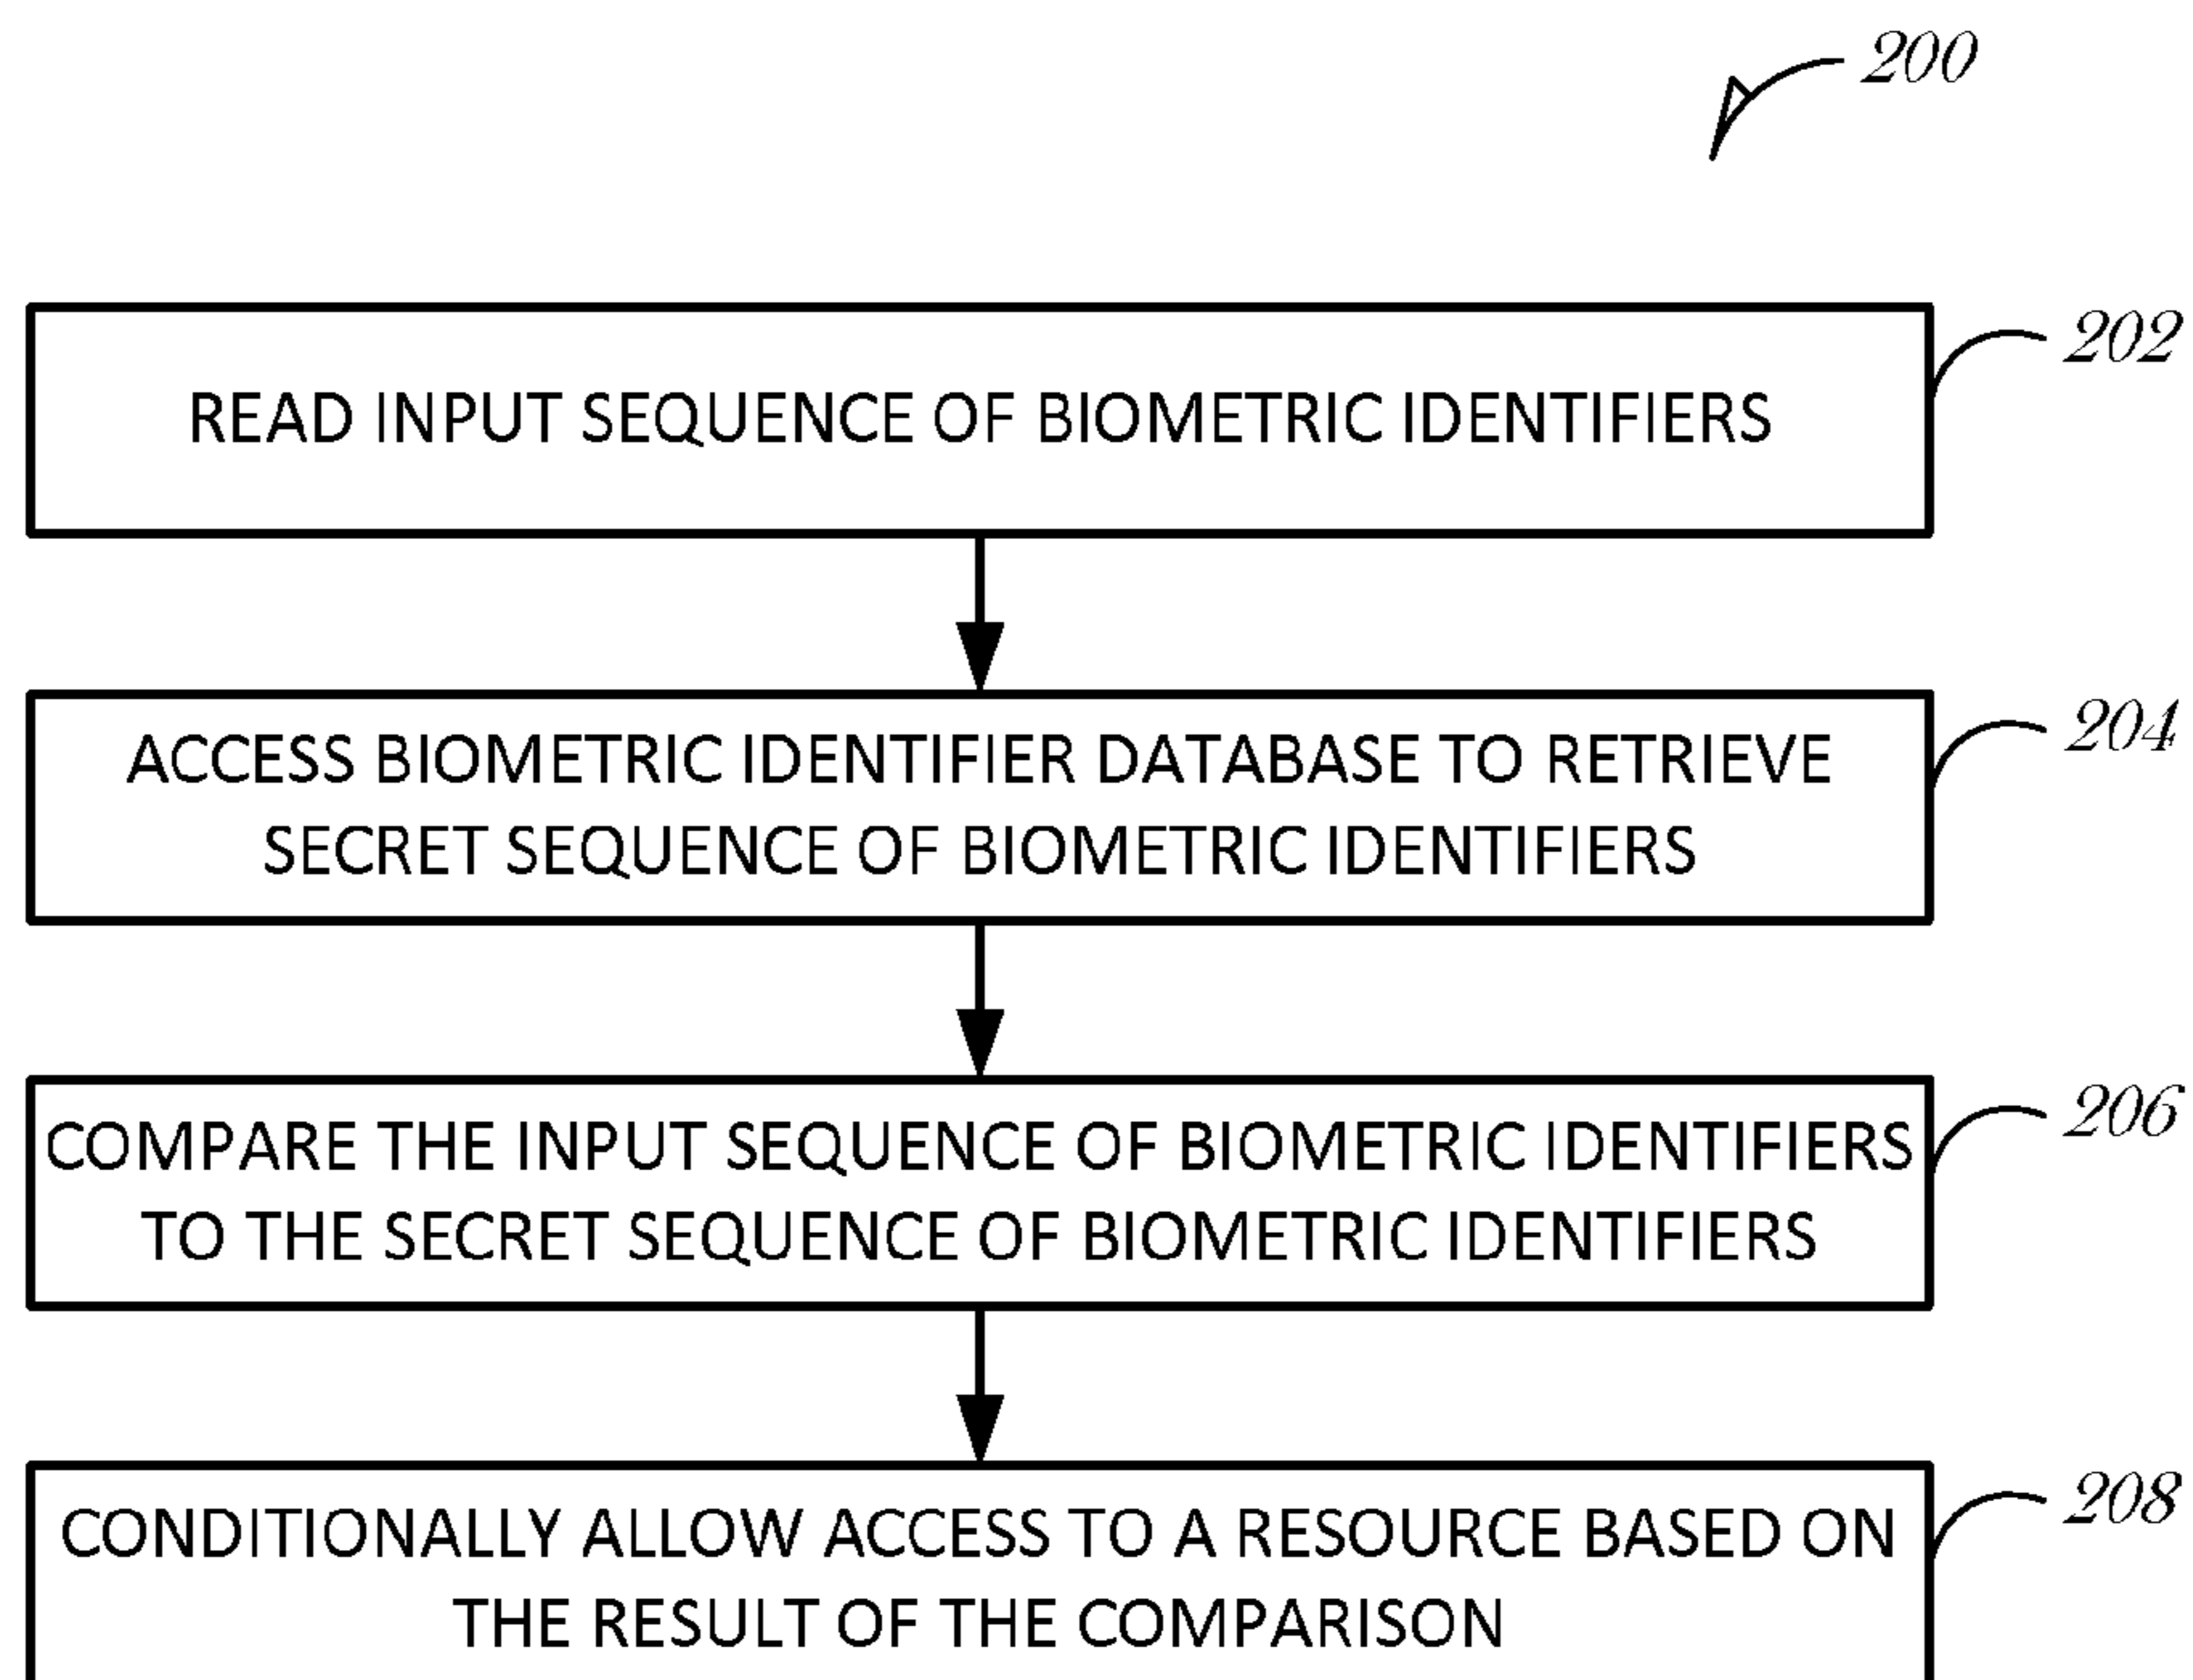 200
READ INPUT SEQUENCE OF BIOMETRIC IDENTIFIERS
202
ACCESS BIOMETRIC IDENTIFIER DATABASE TO RETRIEVE
SECRET SEQUENCE OF BIOMETRIC IDENTIFIERS
204
COMPARE THE INPUT SEQUENCE OF BIOMETRIC IDENTIFIERS
TO THE SECRET SEQUENCE OF BIOMETRIC IDENTIFIERS
206
CONDITIONALLY ALLOW ACCESS TO A RESOURCE BASED ON
THE RESULT OF THE COMPARISON
208